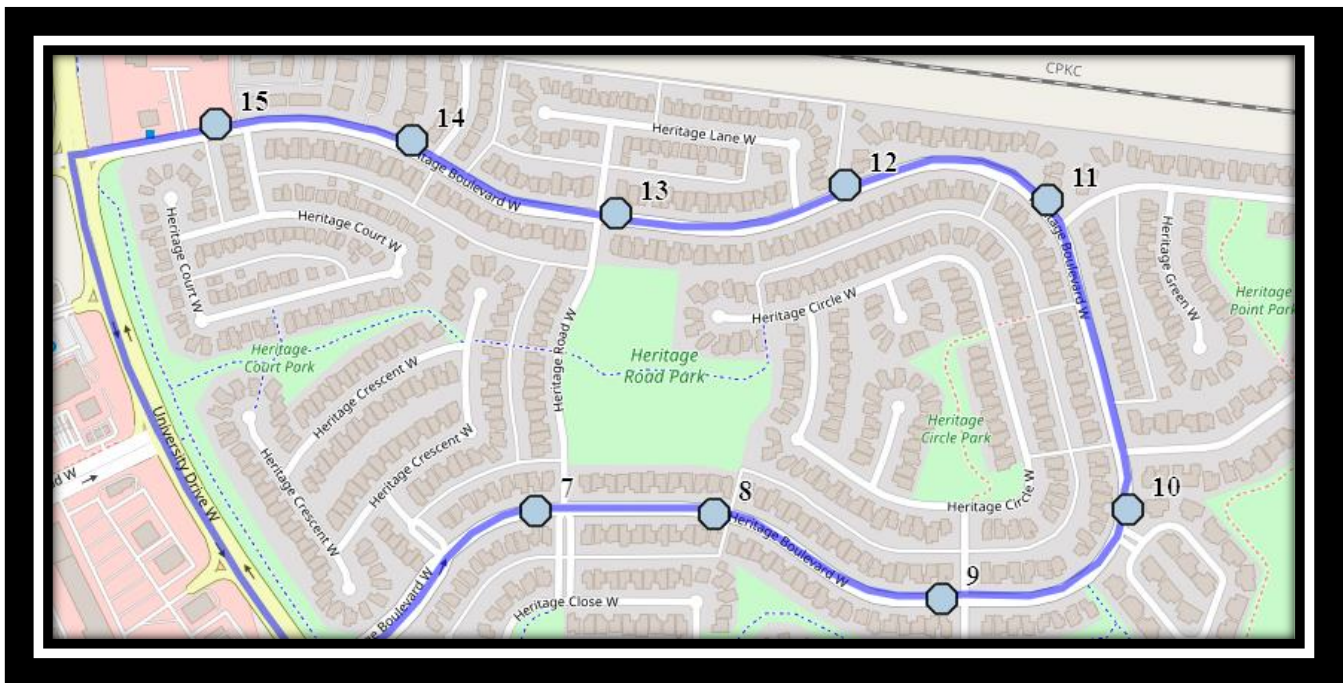 CPKC
15
14
Heritage Lane W
12
11
13
Heritage Boulevard W
Heritage Court W
Heritage Court W
Heritage Green W
Heritage Boulevard W
Heritage
Point Park
Heritage Circle W
Heritage Road W
Heritage
Court Park
Heritage
Road Park
Heritage Crescent W
Heritage
Circle Park
University Drive W
Heritage Crescent W
Heritage Crescent W
7
8
10
Heritage Circle W
Heritage Boulevard W
9
Heritage Close W
Boulevard W